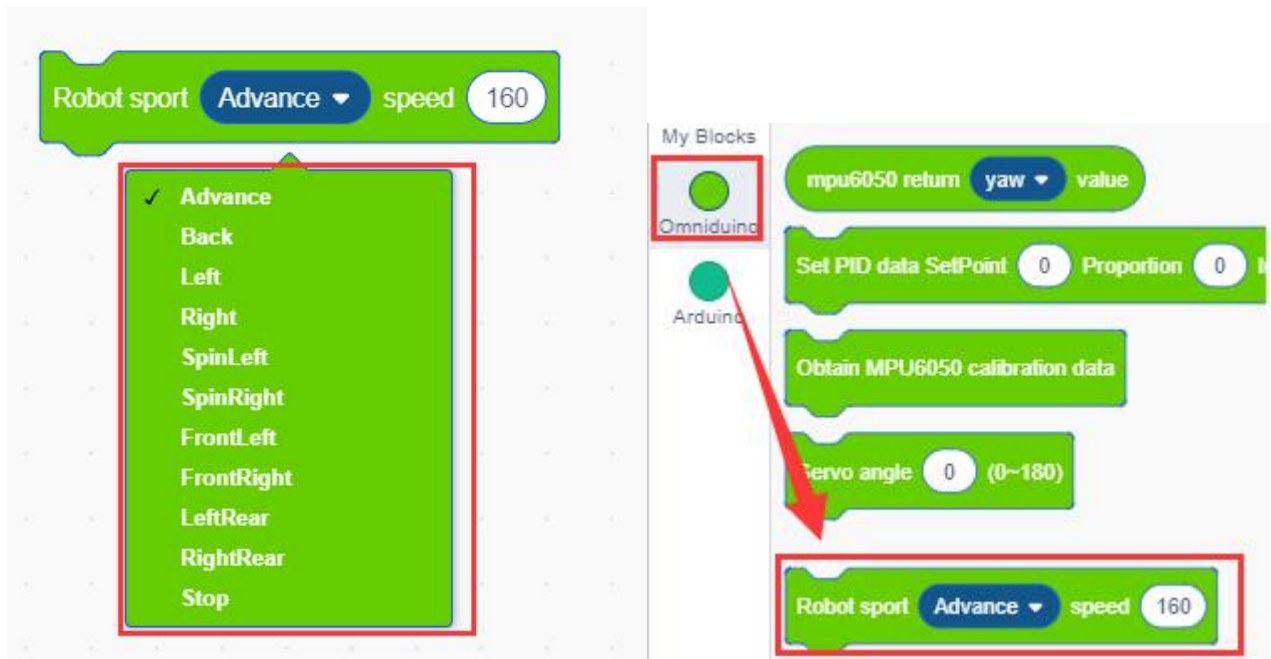 Robot sport Advance speed 160
✓ Advance
Back
Left
Right
SpinLeft
SpinRight
FrontLeft
FrontRight
LeftRear
RightRear
Stop
My Blocks
Omniduino
Arduino
mpu6050 return yaw value
Set PID data SetPoint 0 Proportion 0
Obtain MPU6050 calibration data
Servo angle 0 (0~180)
Robot sport Advance speed 160